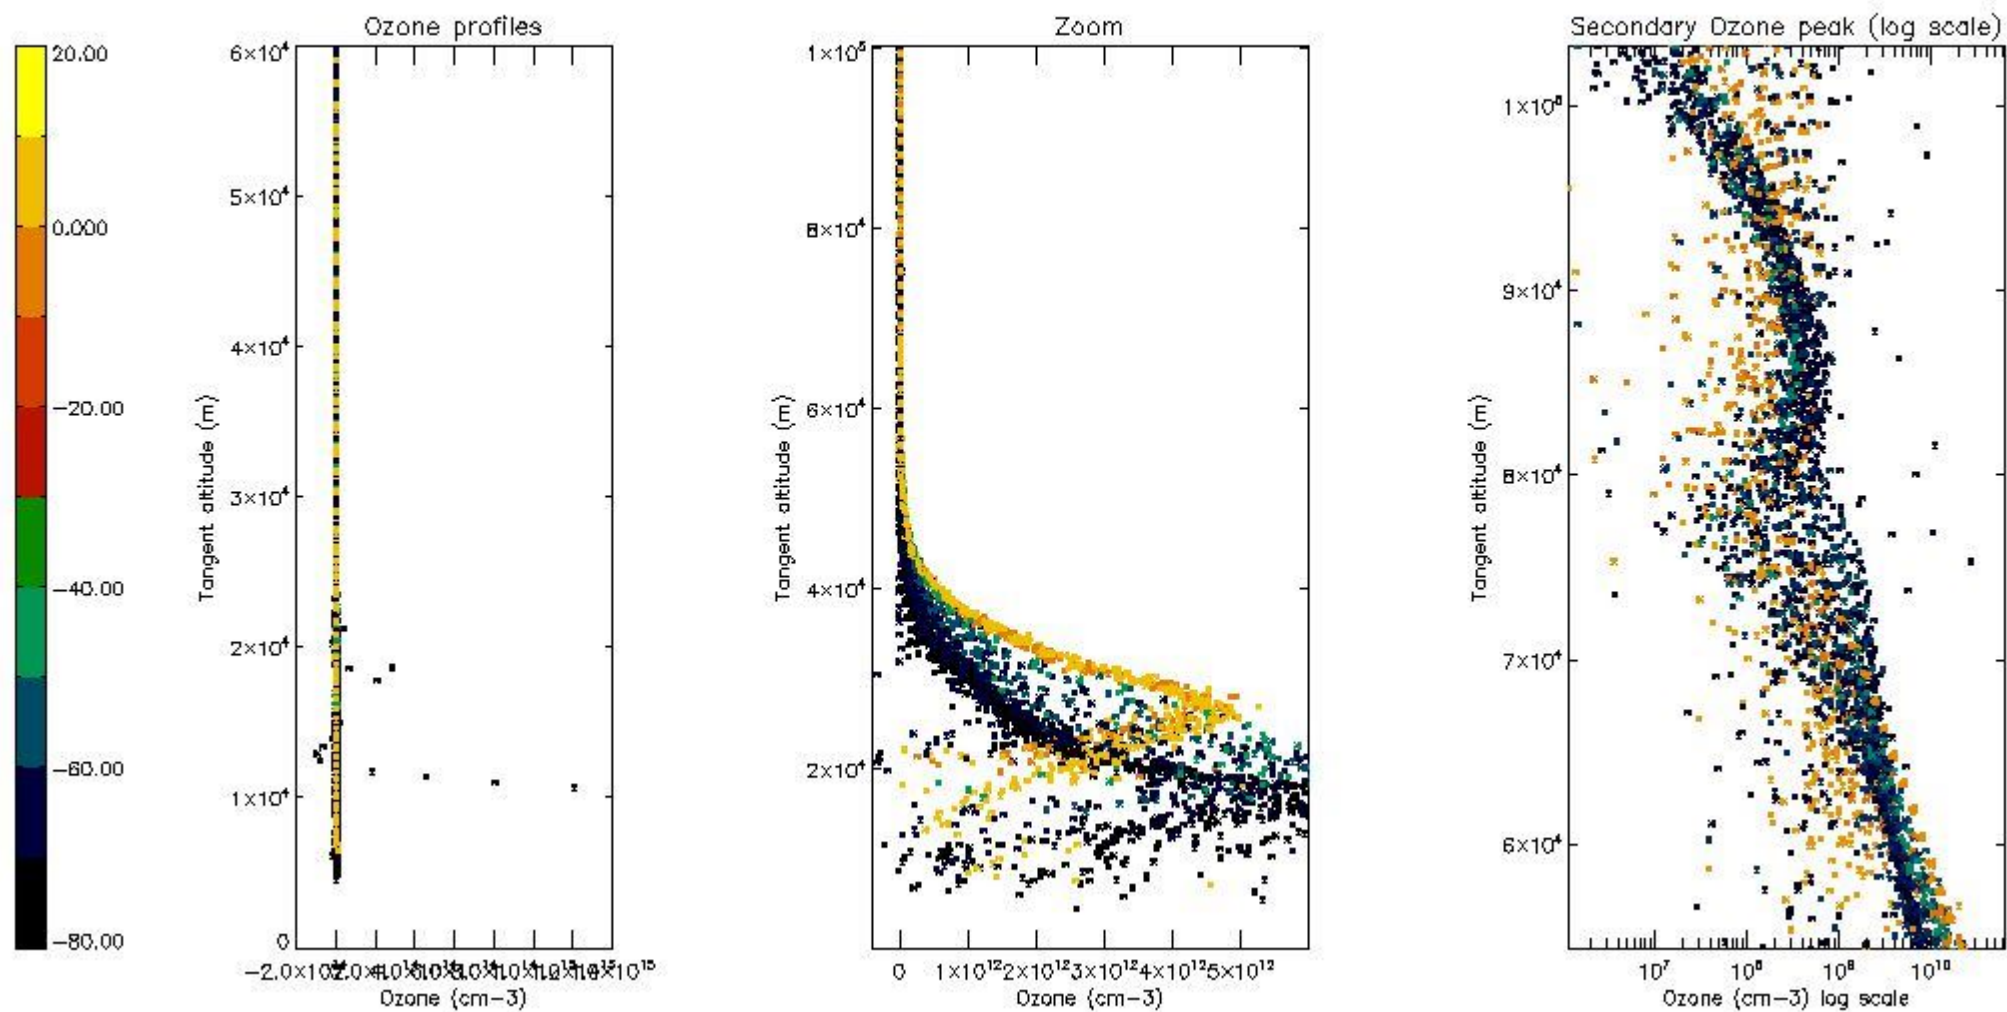 Ozone profiles
Zoom
Secondary Ozone peak (log scale)
20.00
0.000
−20.00
−40.00
−60.00
−80.00
6×10⁴
5×10⁴
4×10⁴
3×10⁴
2×10⁴
1×10⁴
0
Tangent altitude (m)
Ozone (cm−3)
1×10⁵
8×10⁴
6×10⁴
4×10⁴
2×10⁴
Tangent altitude (m)
0 1×10¹² 2×10¹² 3×10¹² 4×10¹² 5×10¹²
Ozone (cm−3)
1×10⁵
9×10⁴
8×10⁴
7×10⁴
6×10⁴
Tangent altitude (m)
10⁷ 10⁸ 10⁹ 10¹⁰
Ozone (cm−3) log scale